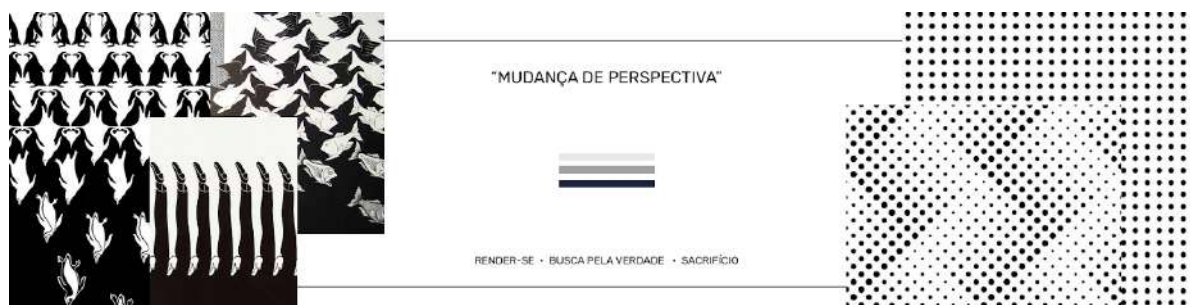 "MUDANÇA DE PERSPECTIVA"
RENDER-SE • BUSCA PELA VERDADE • SACRIFÍCIO